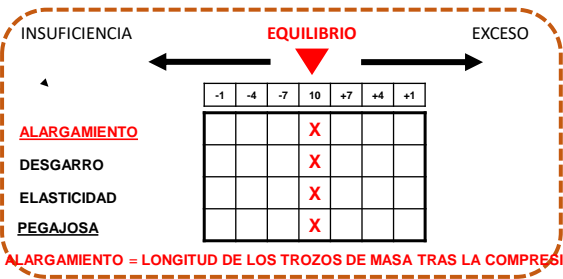 INSUFICIENCIA EQUILIBRIO EXCESO
-1 -4 -7 10 +7 +4 +1
ALARGAMIENTO X
DESGARRO X
ELASTICIDAD X
PEGAJOSA X
ALARGAMIENTO = LONGITUD DE LOS TROZOS DE MASA TRAS LA COMPRESI